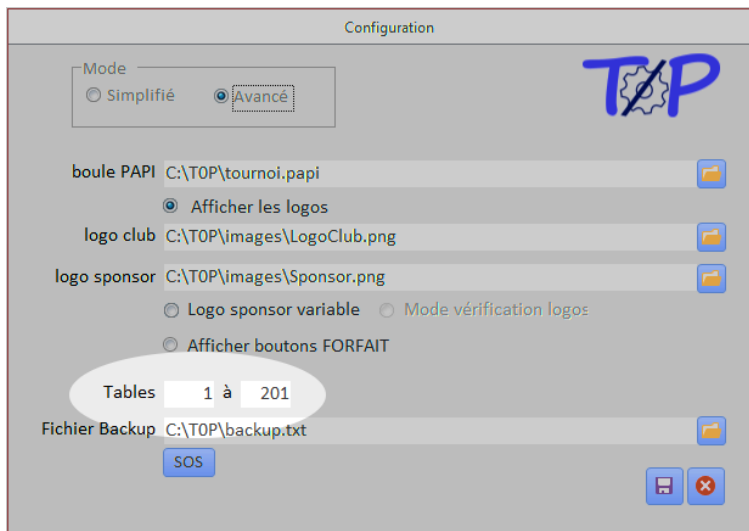 Configuration
Mode
Simplifié Avancé
TOP
boule PAPI C:\T0P\tournoi.papi
Afficher les logos
logo club C:\T0P\images\LogoClub.png
logo sponsor C:\T0P\images\Sponsor.png
Logo sponsor variable Mode vérification logos
Afficher boutons FORFAIT
Tables 1 à 201
Fichier Backup C:\T0P\backup.txt
SOS